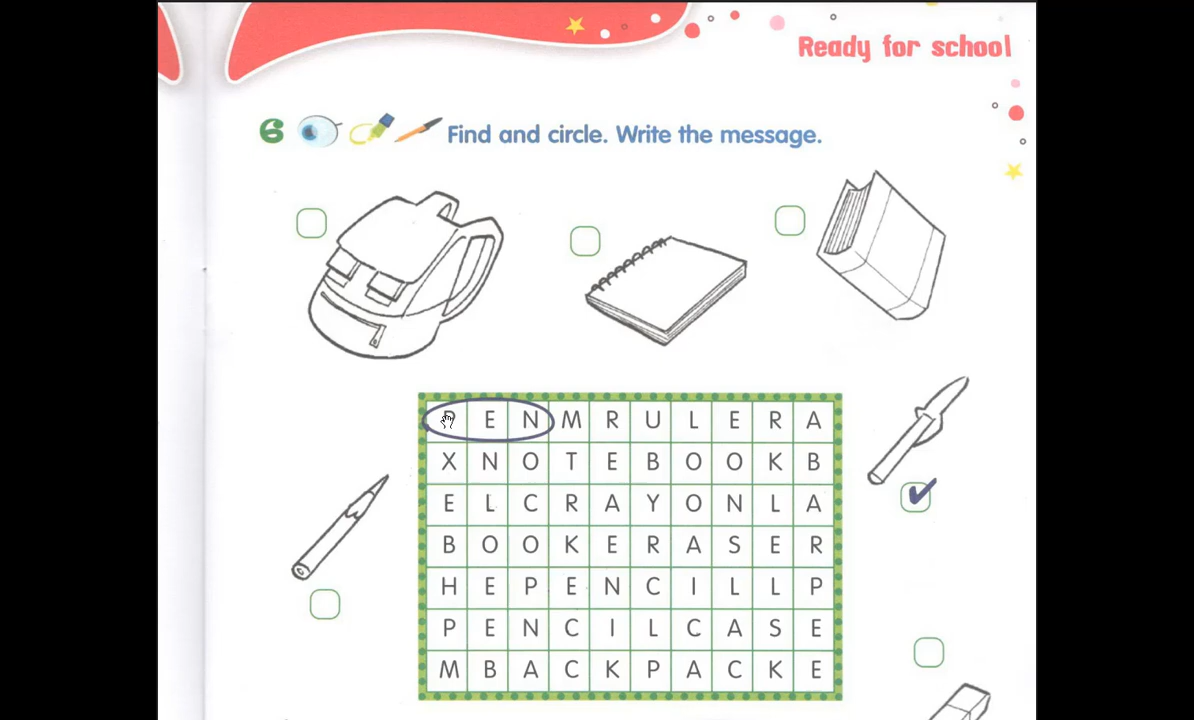 Ready for school
6 Find and circle. Write the message.
P E N M R U L E R A
X N O T E B O O K B
E L C R A Y O N L A
B O O K E R A S E R
H E P E N C I L L P
P E N C I L C A S E
M B A C K P A C K E